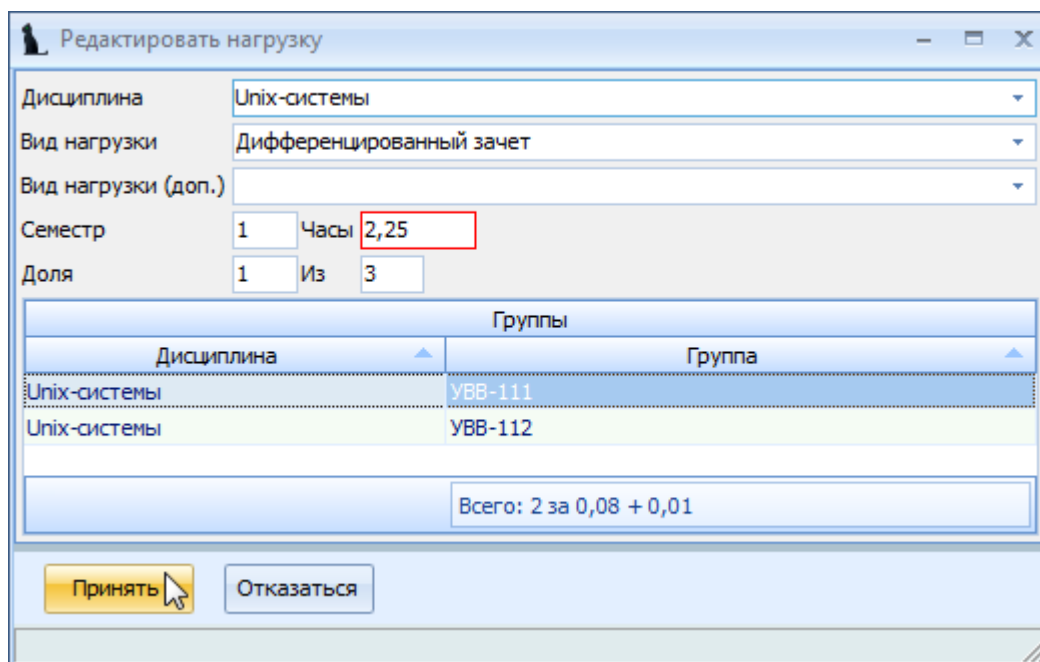 Редактировать нагрузку
Дисциплина Unix-системы
Вид нагрузки Дифференцированный зачет
Вид нагрузки (доп.)
Семестр 1 Часы 2,25
Доля 1 Из 3
Группы
Дисциплина Группа
Unix-системы УВВ-111
Unix-системы УВВ-112
Всего: 2 за 0,08 + 0,01
Принять Отказаться